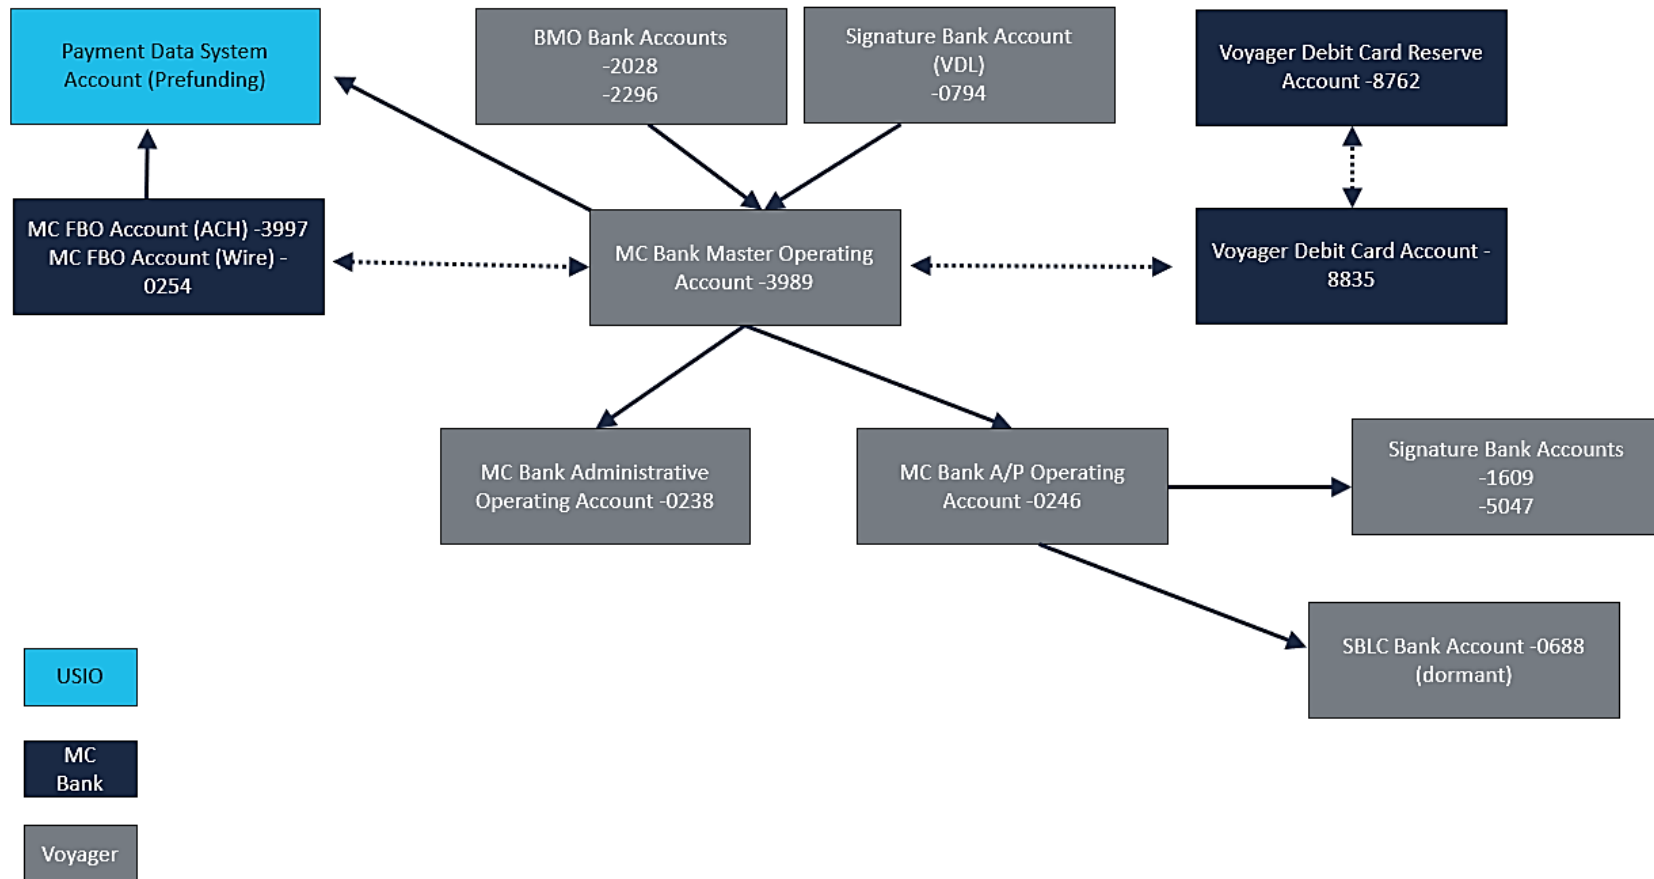 Payment Data System
Account (Prefunding)
BMO Bank Accounts
-2028
-2296
Signature Bank Account
(VDL)
-0794
Voyager Debit Card Reserve
Account -8762
MC FBO Account (ACH) -3997
MC FBO Account (Wire) -
0254
MC Bank Master Operating
Account -3989
Voyager Debit Card Account -
8835
MC Bank Administrative
Operating Account -0238
MC Bank A/P Operating
Account -0246
Signature Bank Accounts
-1609
-5047
SBLC Bank Account -0688
(dormant)
USIO
MC
Bank
Voyager